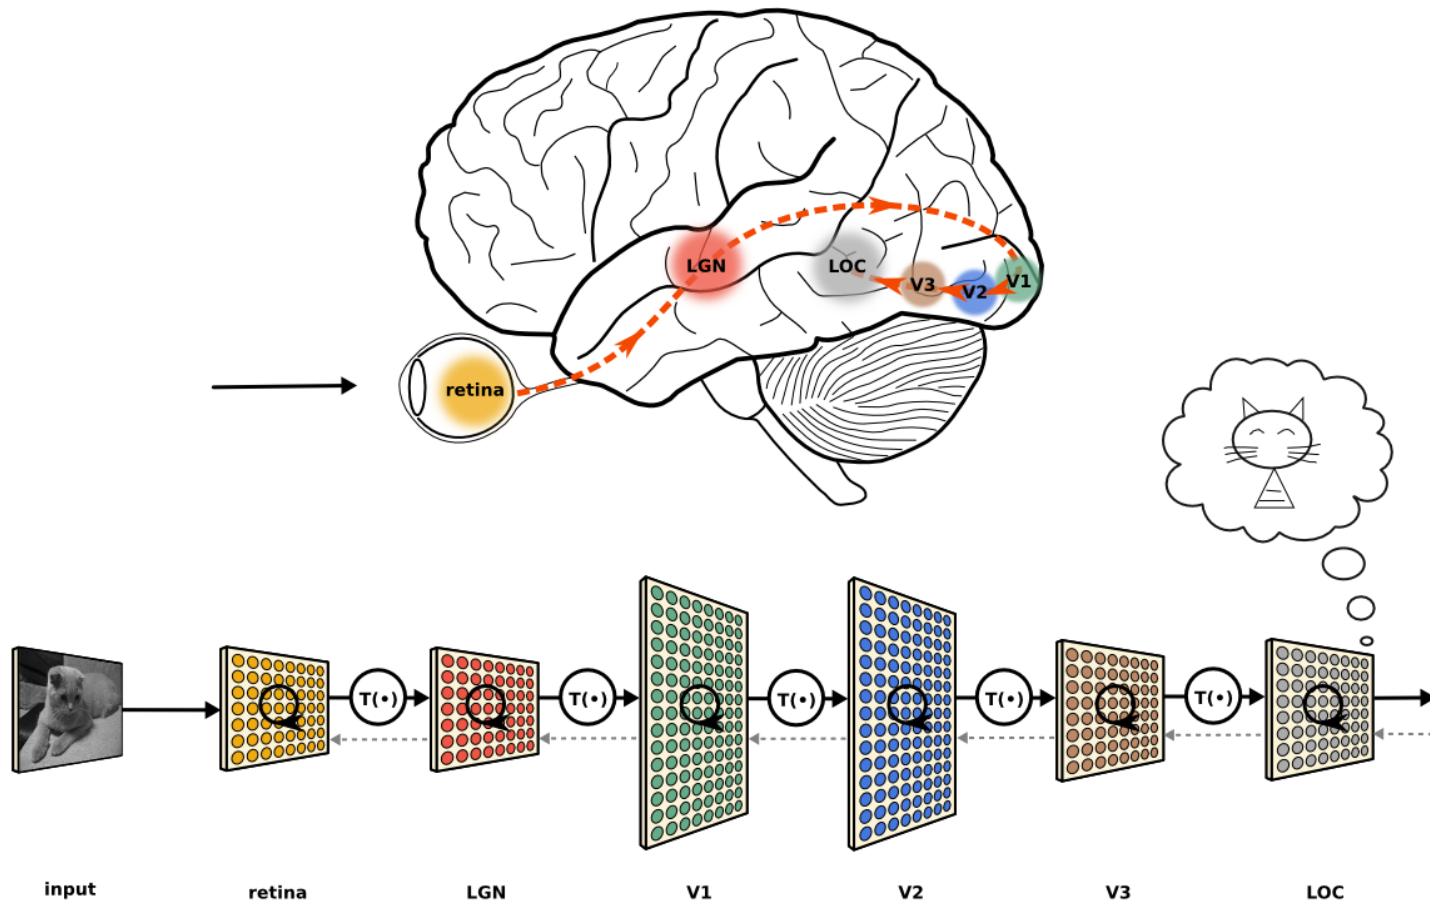 LGN
LOC
V3
V2
V1
retina
T(•)
T(•)
T(•)
T(•)
T(•)
input
retina
LGN
V1
V2
V3
LOC